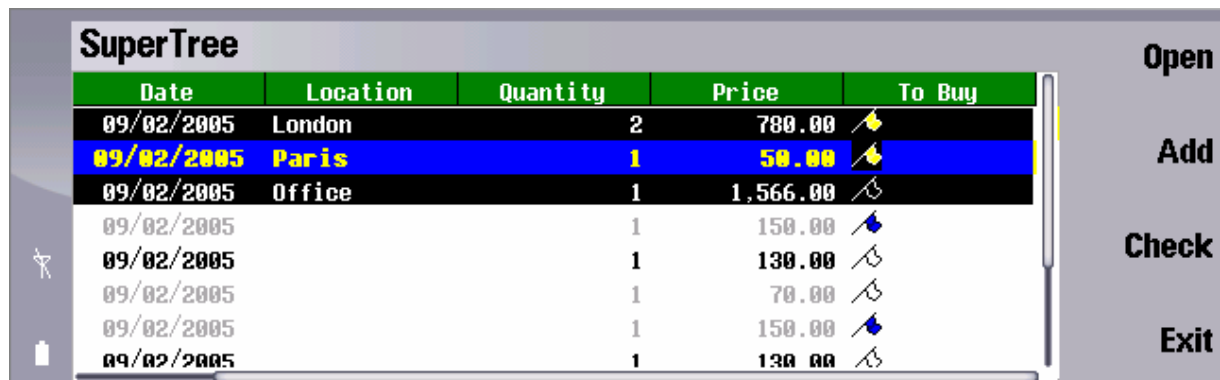 SuperTree
Open
Date Location Quantity Price To Buy
09/02/2005 London 2 780.00
09/02/2005 Paris 1 50.00
Add
09/02/2005 Office 1 1,566.00
09/02/2005 1 150.00
Check
09/02/2005 1 130.00
09/02/2005 1 70.00
09/02/2005 1 150.00
Exit
09/02/2005 1 130.00